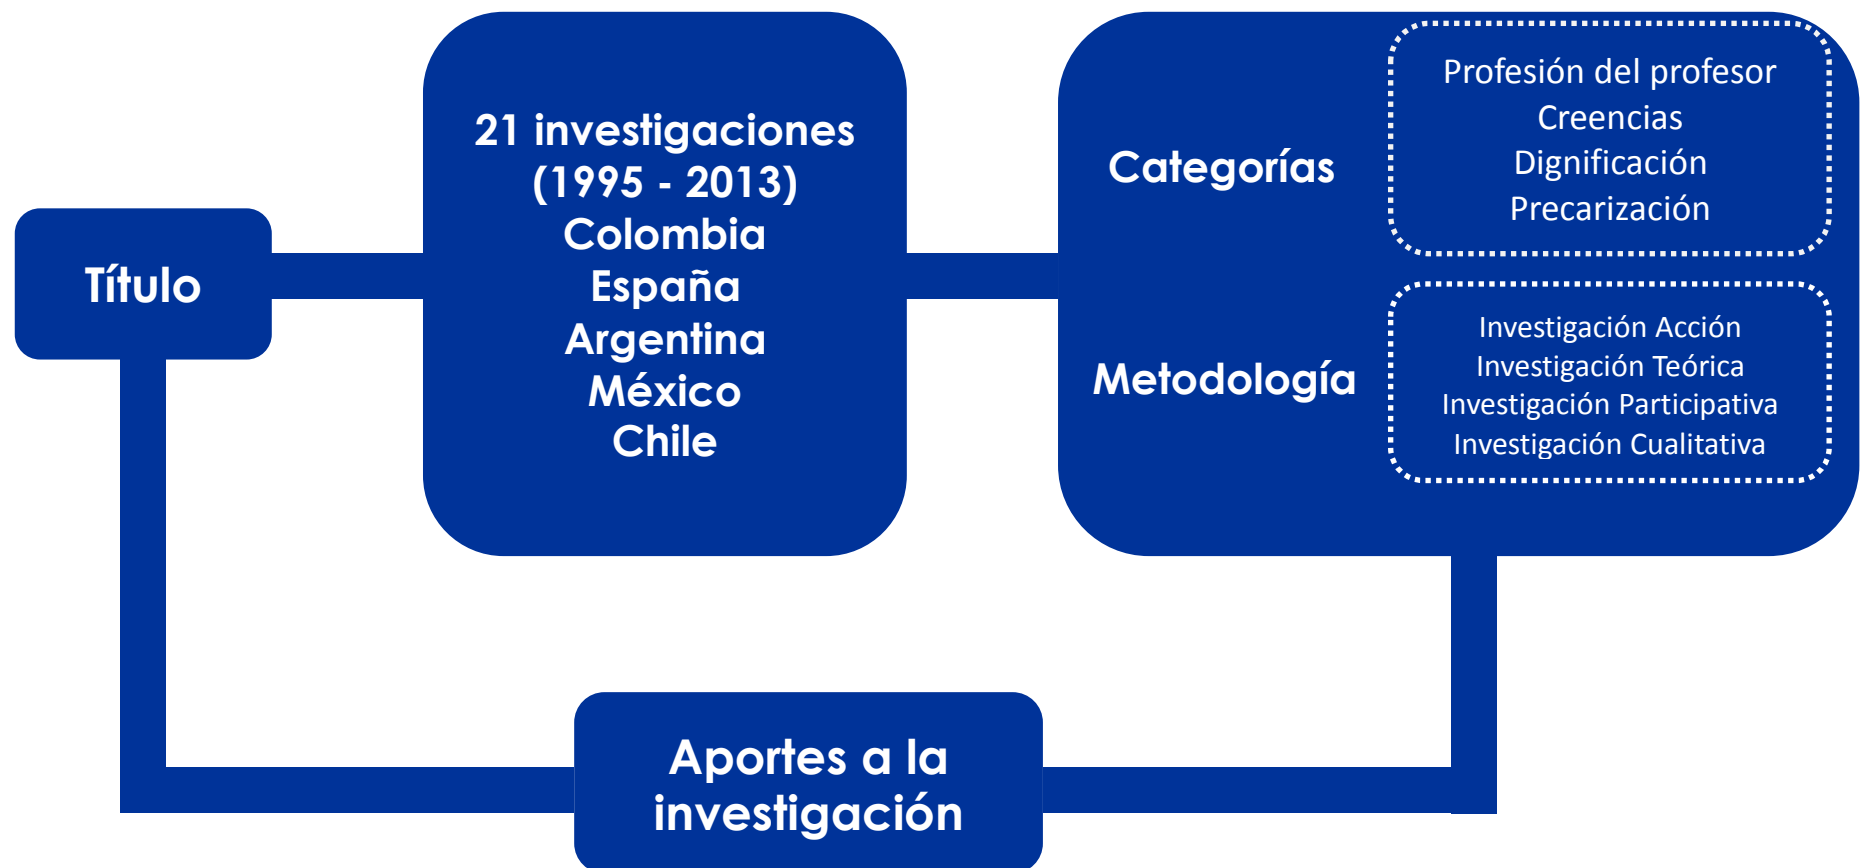 Título
21 investigaciones
(1995 - 2013)
Colombia
España
Argentina
México
Chile
Categorías
Profesión del profesor
Creencias
Dignificación
Precarización
Metodología
Investigación Acción
Investigación Teórica
Investigación Participativa
Investigación Cualitativa
Aportes a la
investigación